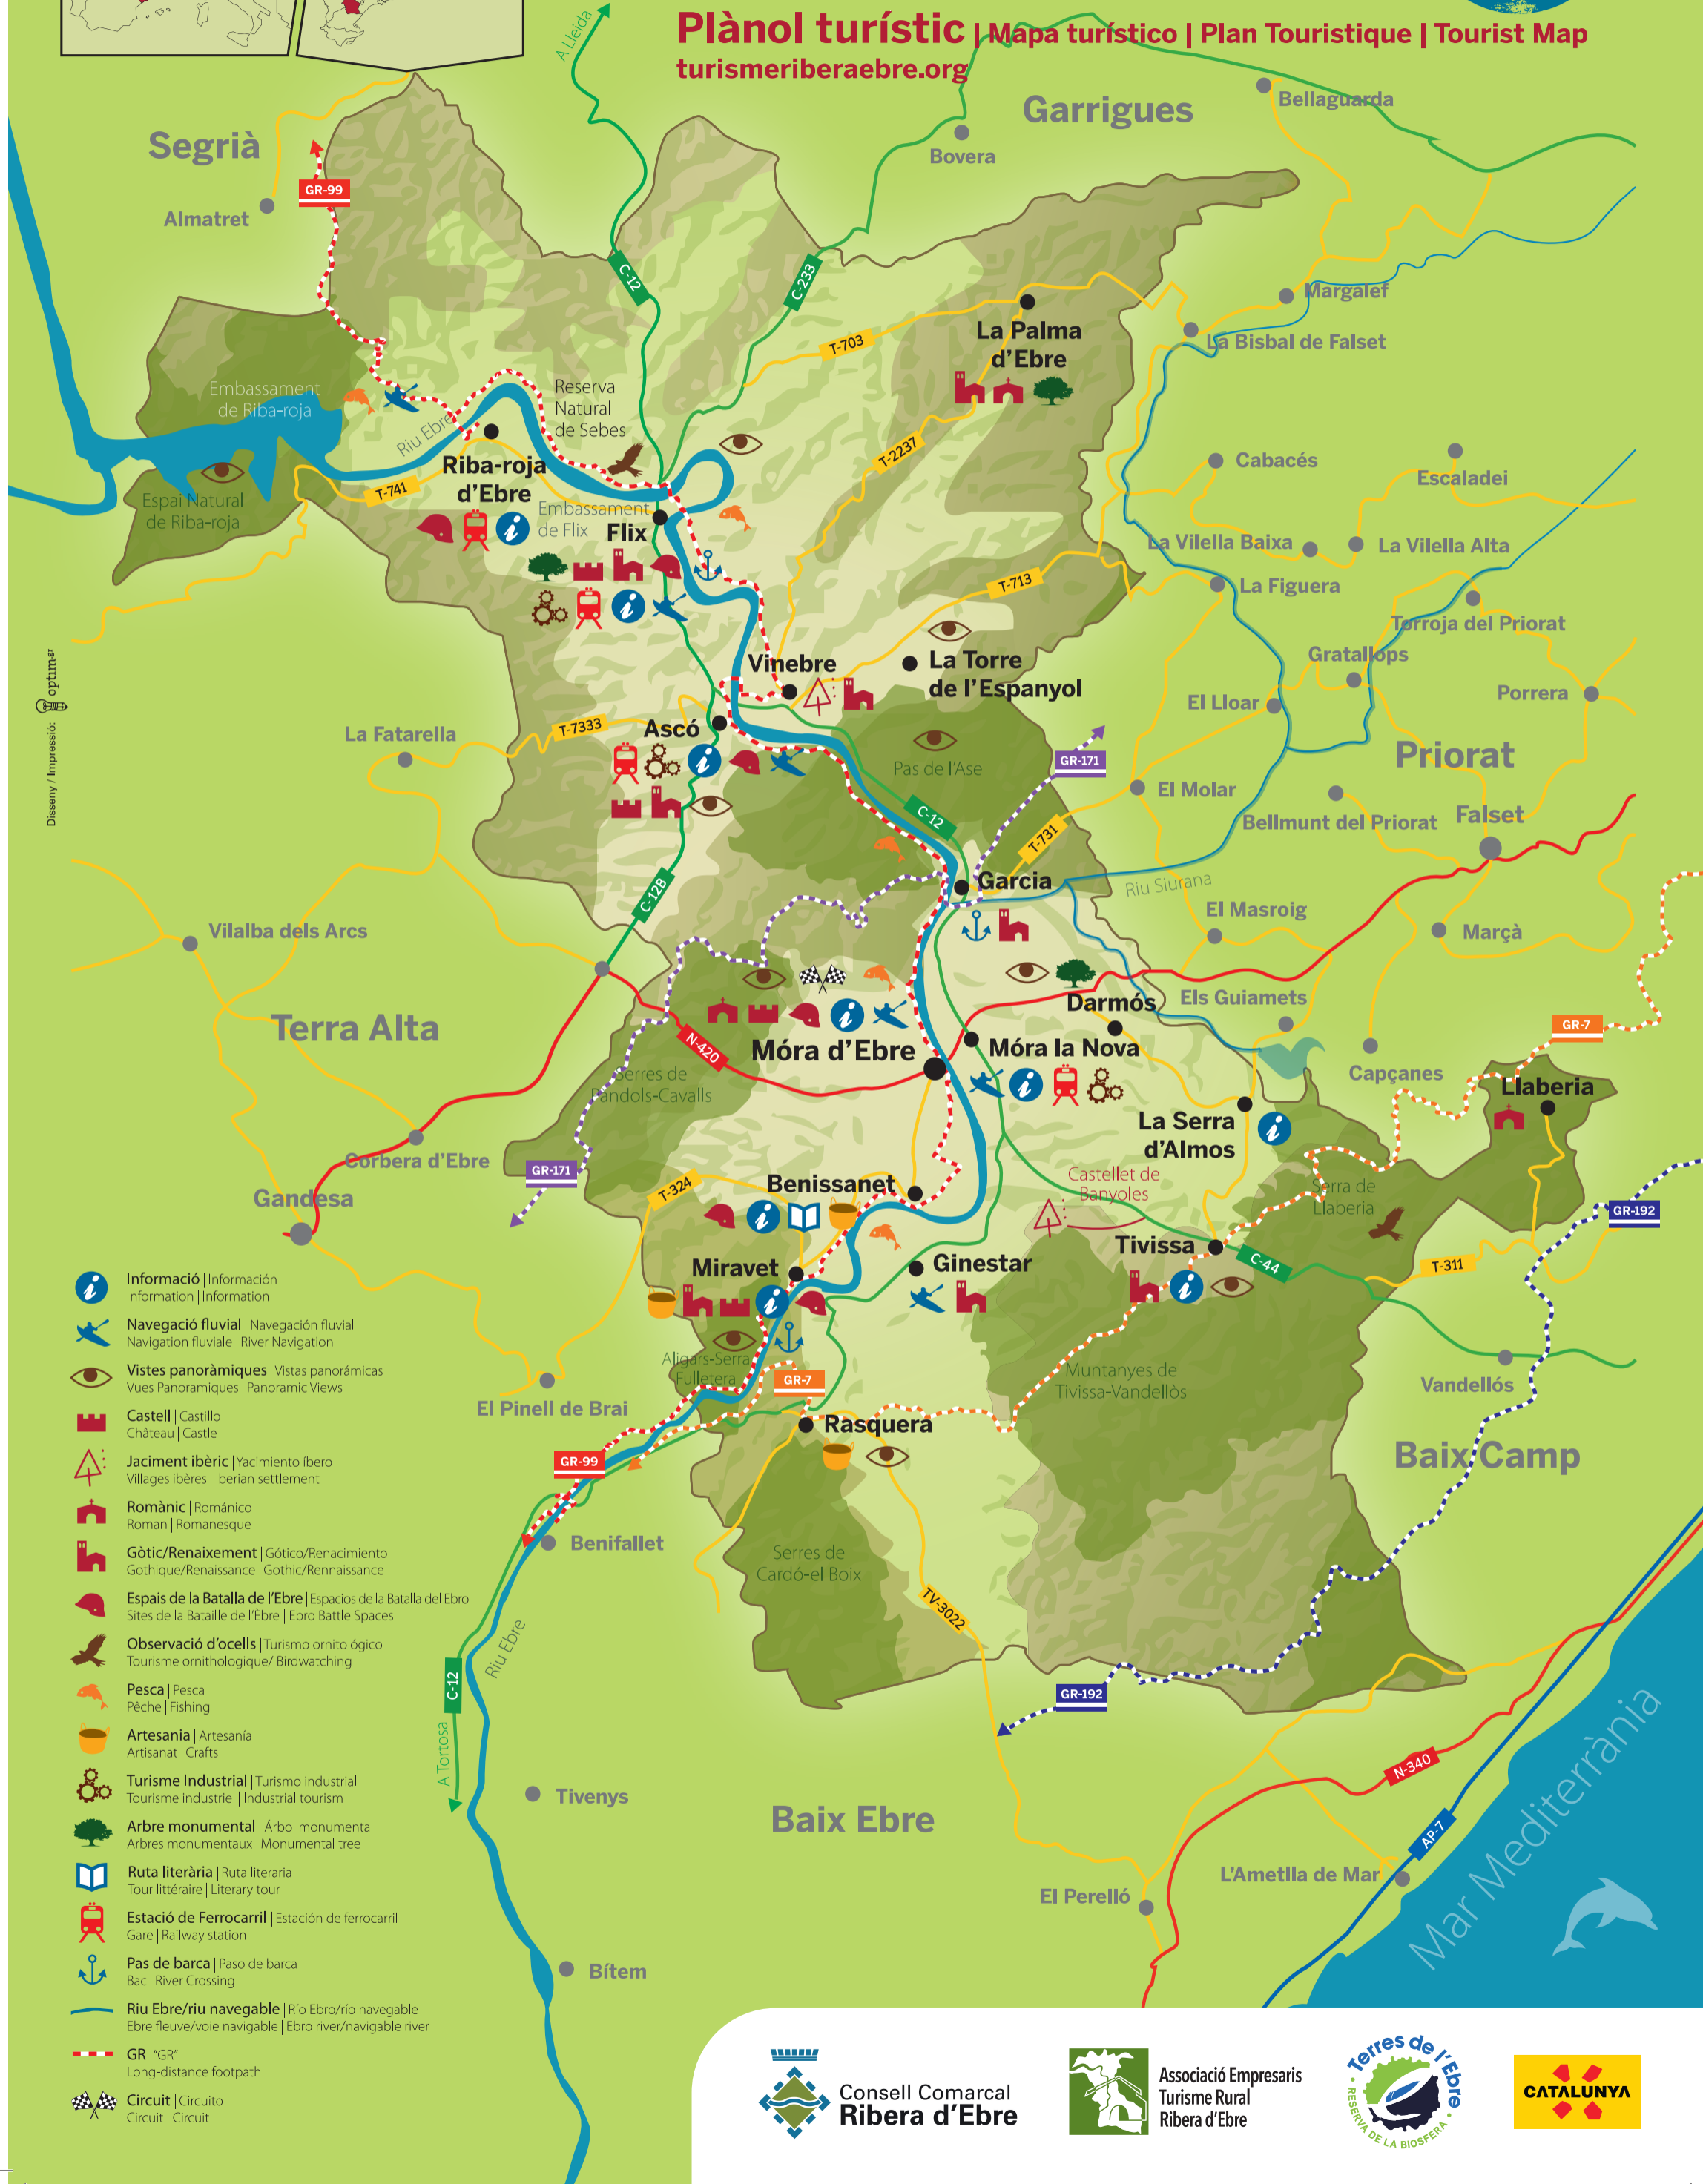 Plànol turístic | Mapa turístico | Plan Touristique | Tourist Map
turismeriberaebre.org
A Lleida
Garrigues
Bellaguarda
Bovera
Segrià
GR-99
Almatret
C-12
C-233
Margalef
La Palma
d'Ebre
La Bisbal de Falset
T-703
Embassament
de Riba-roja
Reserva
Natural
de Sebes
Riu Ebre
Riba-roja
d'Ebre
T-741
T-2237
Cabacés
Escaladei
Espai Natural
de Riba-roja
Embassament
de Flix
Flix
La Vilella Baixa
La Vilella Alta
T-713
La Figuera
Torroja del Priorat
Gratallops
Vinebre
La Torre
de l'Espanyol
Porrera
El Lloar
Disseny / Impressió:
optum gr
La Fatarella
T-7333
Ascó
Pas de l'Ase
GR-171
Priorat
El Molar
C-12
T-731
Bellmunt del Priorat
Falset
Garcia
Riu Siurana
C-12B
El Masroig
Marçà
Vilalba dels Arcs
Terra Alta
Darmós
Els Guiamets
GR-7
N-420
Móra d'Ebre
Móra la Nova
Capçanes
Llaberia
Serres de
Pàndols-Cavalls
La Serra
d'Almos
Corbera d'Ebre
GR-171
Gandesa
T-324
Benissanet
Castellet de
Banyoles
Serra de
Llaberia
GR-192
Tivissa
C-44
T-311
Miravet
Ginestar
Aligars-Serra
Fulletera
GR-7
Muntanyes de
Tivissa-Vandellòs
Vandellós
El Pinell de Brai
Rasquera
GR-99
Baix Camp
Benifallet
Serres de
Cardó-el Boix
TV-3022
Riu Ebre
C-12
A Tortosa
GR-192
N-340
AP-7
Mar Mediterrània
Tivenys
Baix Ebre
L'Ametlla de Mar
El Perelló
Bítem
Informació | Información
Information | Information
Navegació fluvial | Navegación fluvial
Navigation fluviale | River Navigation
Vistes panoràmiques | Vistas panorámicas
Vues Panoramiques | Panoramic Views
Castell | Castillo
Château | Castle
Jaciment ibèric | Yacimiento íbero
Villages ibères | Iberian settlement
Romànic | Románico
Roman | Romanesque
Gòtic/Renaixement | Gótico/Renacimiento
Gothique/Renaissance | Gothic/Rennaissance
Espais de la Batalla de l'Ebre | Espacios de la Batalla del Ebro
Sites de la Bataille de l'Èbre | Ebro Battle Spaces
Observació d'ocells | Turismo ornitológico
Tourisme ornithologique/ Birdwatching
Pesca | Pesca
Pêche | Fishing
Artesania | Artesanía
Artisanat | Crafts
Turisme Industrial | Turismo industrial
Tourisme industriel | Industrial tourism
Arbre monumental | Árbol monumental
Arbres monumentaux | Monumental tree
Ruta literària | Ruta literaria
Tour littéraire | Literary tour
Estació de Ferrocarril | Estación de ferrocarril
Gare | Railway station
Pas de barca | Paso de barca
Bac | River Crossing
Riu Ebre/riu navegable | Río Ebro/río navegable
Ebre fleuve/voie navigable | Ebro river/navigable river
GR | "GR"
Long-distance footpath
Circuit | Circuito
Circuit | Circuit
Consell Comarcal
Ribera d'Ebre
Associació Empresaris
Turisme Rural
Ribera d'Ebre
Terres de l'Ebre
RESERVA DE LA BIOSFERA
CATALUNYA